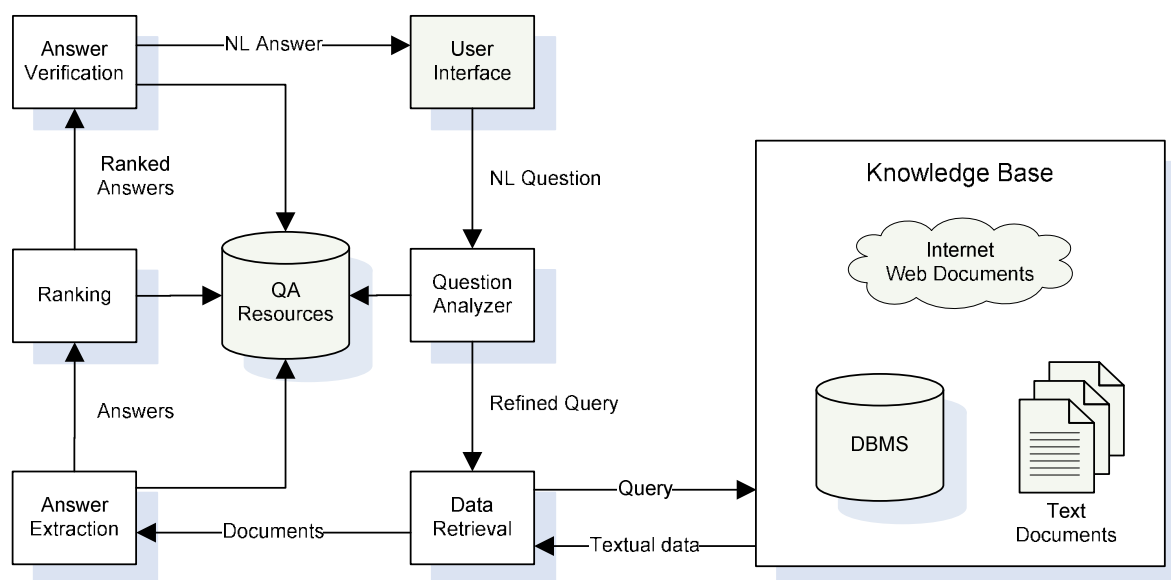 Answer
Verification
NL Answer
User
Interface
Ranked
Answers
NL Question
Knowledge Base
Internet
Web Documents
Ranking
QA
Resources
Question
Analyzer
Answers
Refined Query
DBMS
Answer
Extraction
Documents
Data
Retrieval
Query
Textual data
Text
Documents